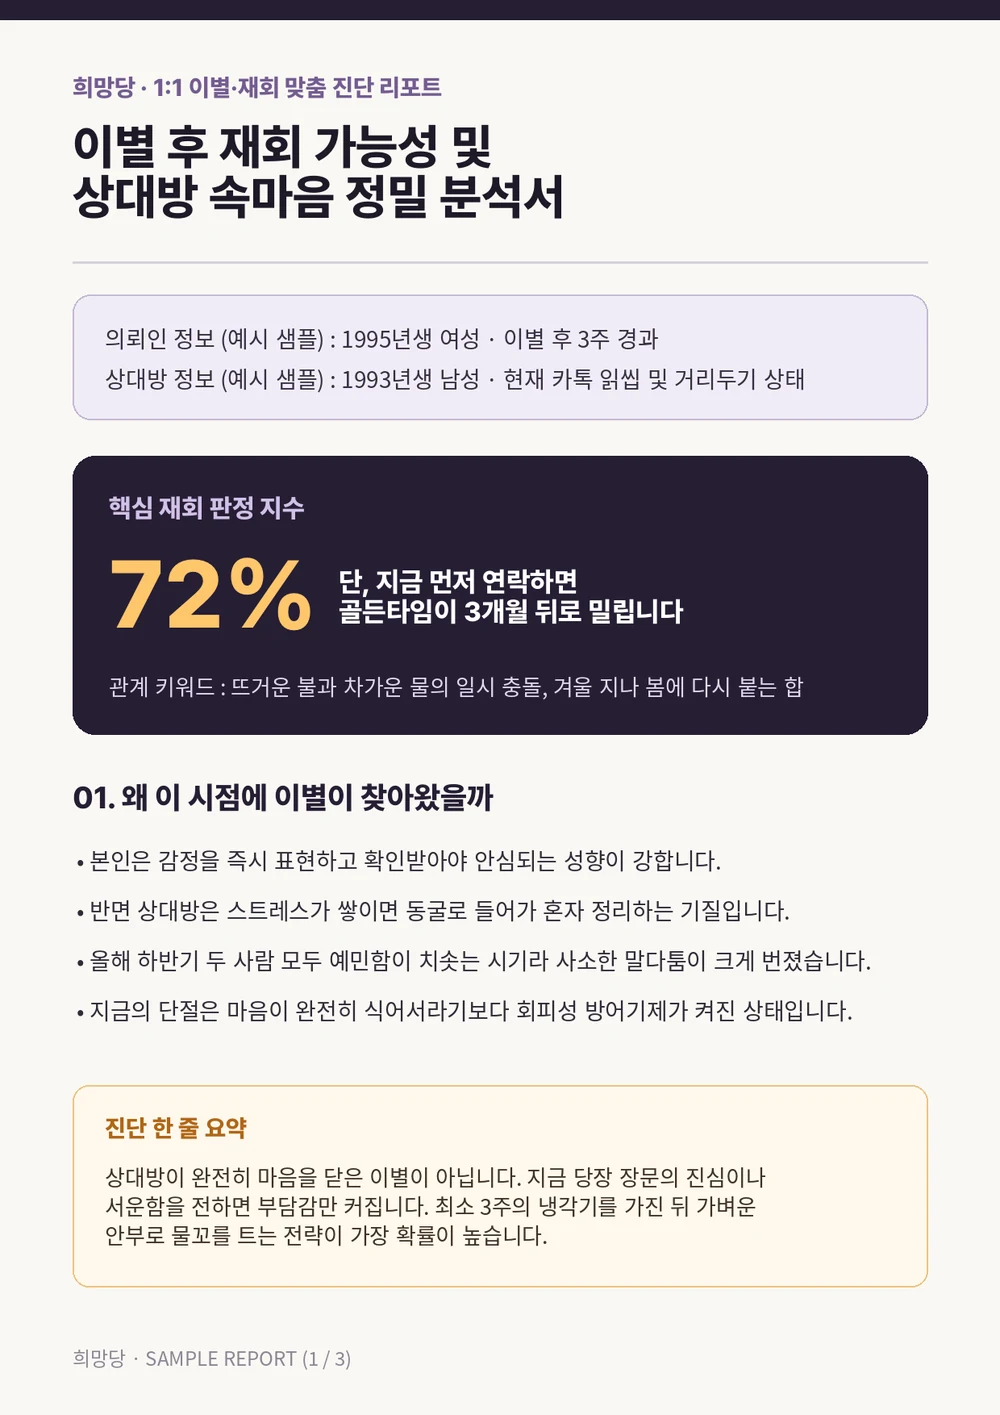 희망당 · 1:1 이별·재회 맞춤 진단 리포트
이별 후 재회 가능성 및
상대방 속마음 정밀 분석서
의뢰인 정보 (예시 샘플) : 1995년생 여성 · 이별 후 3주 경과
상대방 정보 (예시 샘플) : 1993년생 남성 · 현재 카톡 읽씹 및 거리두기 상태
핵심 재회 판정 지수
72%
단, 지금 먼저 연락하면
골든타임이 3개월 뒤로 밀립니다
관계 키워드 : 뜨거운 불과 차가운 물의 일시 충돌, 겨울 지나 봄에 다시 붙는 합
01. 왜 이 시점에 이별이 찾아왔을까
• 본인은 감정을 즉시 표현하고 확인받아야 안심되는 성향이 강합니다.
• 반면 상대방은 스트레스가 쌓이면 동굴로 들어가 혼자 정리하는 기질입니다.
• 올해 하반기 두 사람 모두 예민함이 치솟는 시기라 사소한 말다툼이 크게 번졌습니다.
• 지금의 단절은 마음이 완전히 식어서라기보다 회피성 방어기제가 켜진 상태입니다.
진단 한 줄 요약
상대방이 완전히 마음을 닫은 이별이 아닙니다. 지금 당장 장문의 진심이나
서운함을 전하면 부담감만 커집니다. 최소 3주의 냉각기를 가진 뒤 가벼운
안부로 물꼬를 트는 전략이 가장 확률이 높습니다.
희망당 · SAMPLE REPORT (1 / 3)